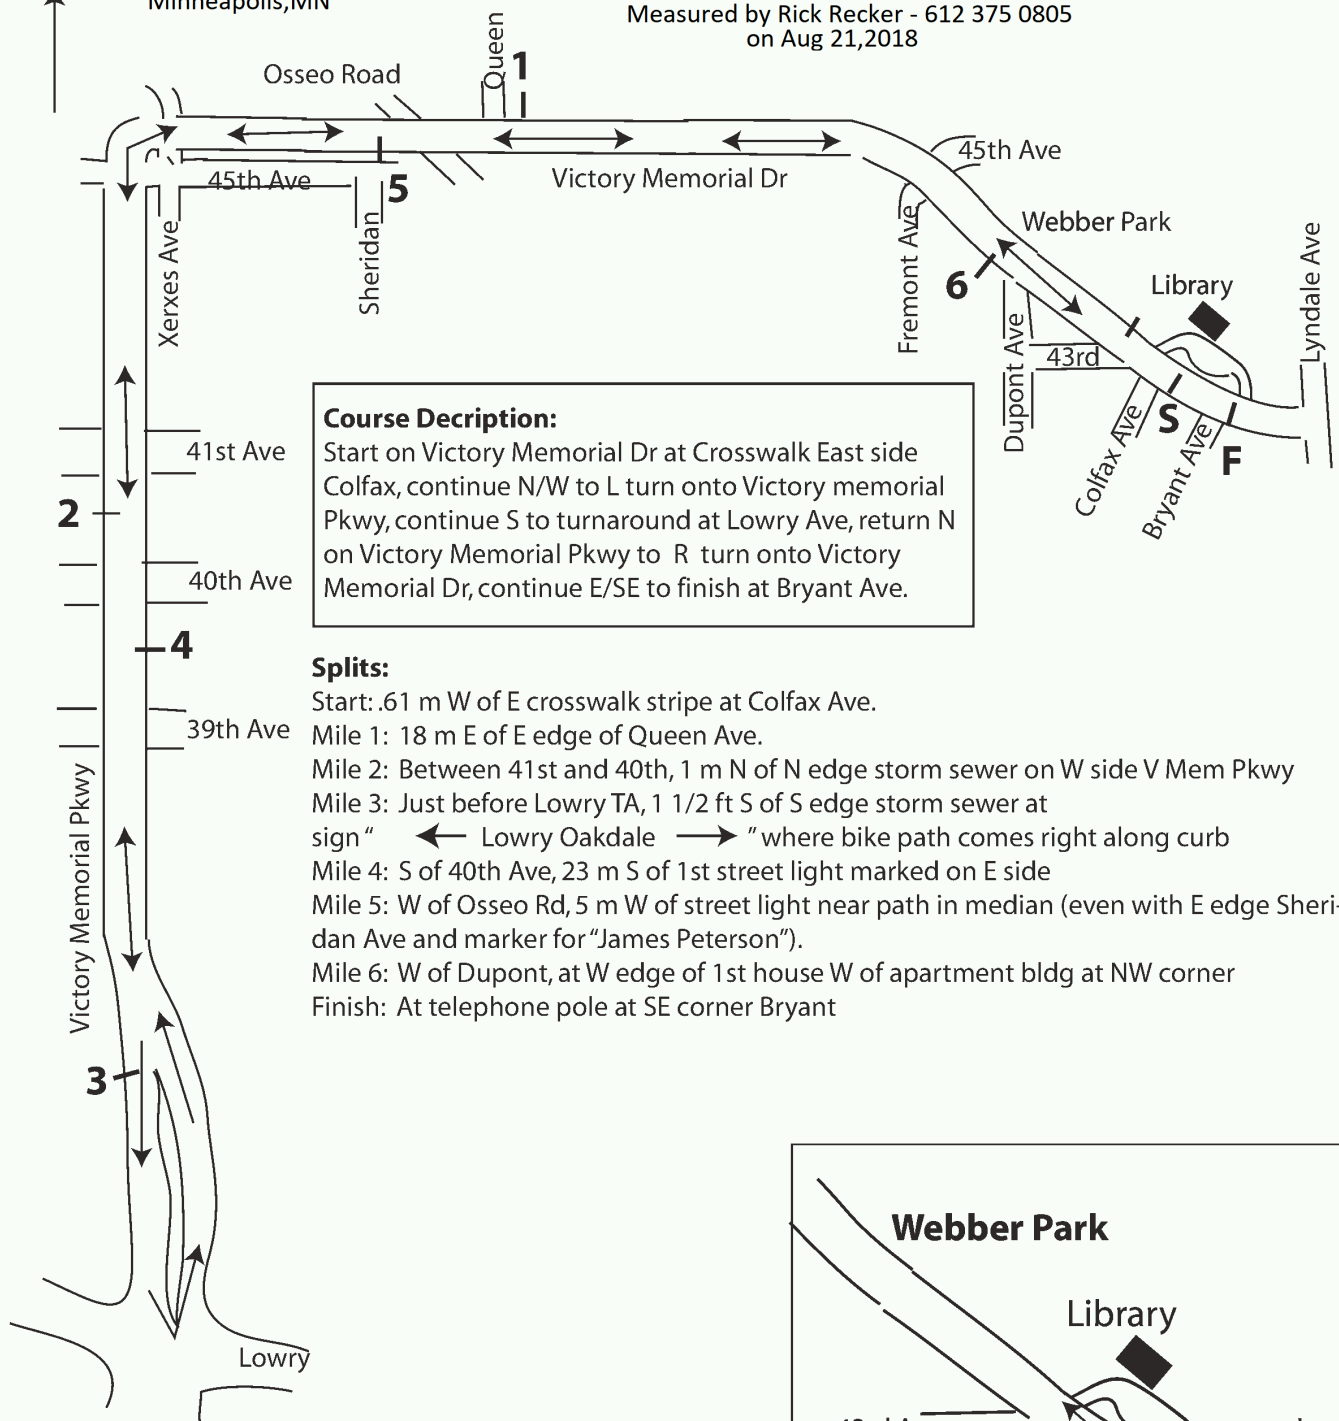 Minneapolis,MN
Measured by Rick Recker - 612 375 0805
on Aug 21,2018
Osseo Road
Queen
1
45th Ave
Victory Memorial Dr
45th Ave
5
Xerxes Ave
Sheridan
Fremont Ave
Webber Park
6
Library
Lyndale Ave
Dupont Ave
43rd
Colfax Ave
S
Bryant Ave
F
41st Ave
2
40th Ave
4
39th Ave
Victory Memorial Pkwy
3
Lowry
Course Decription:
Start on Victory Memorial Dr at Crosswalk East side
Colfax, continue N/W to L turn onto Victory memorial
Pkwy, continue S to turnaround at Lowry Ave, return N
on Victory Memorial Pkwy to R turn onto Victory
Memorial Dr, continue E/SE to finish at Bryant Ave.
Splits:
Start: .61 m W of E crosswalk stripe at Colfax Ave.
Mile 1: 18 m E of E edge of Queen Ave.
Mile 2: Between 41st and 40th, 1 m N of N edge storm sewer on W side V Mem Pkwy
Mile 3: Just before Lowry TA, 1 1/2 ft S of S edge storm sewer at
sign “ Lowry Oakdale ” where bike path comes right along curb
Mile 4: S of 40th Ave, 23 m S of 1st street light marked on E side
Mile 5: W of Osseo Rd, 5 m W of street light near path in median (even with E edge Sheri-
dan Ave and marker for “James Peterson”).
Mile 6: W of Dupont, at W edge of 1st house W of apartment bldg at NW corner
Finish: At telephone pole at SE corner Bryant
Webber Park
Library